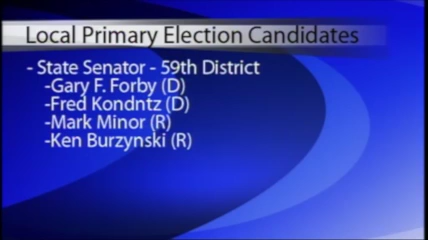 Local Primary Election Candidates
- State Senator - 59th District
-Gary F. Forby (D)
-Fred Kondntz (D)
-Mark Minor (R)
-Ken Burzynski (R)